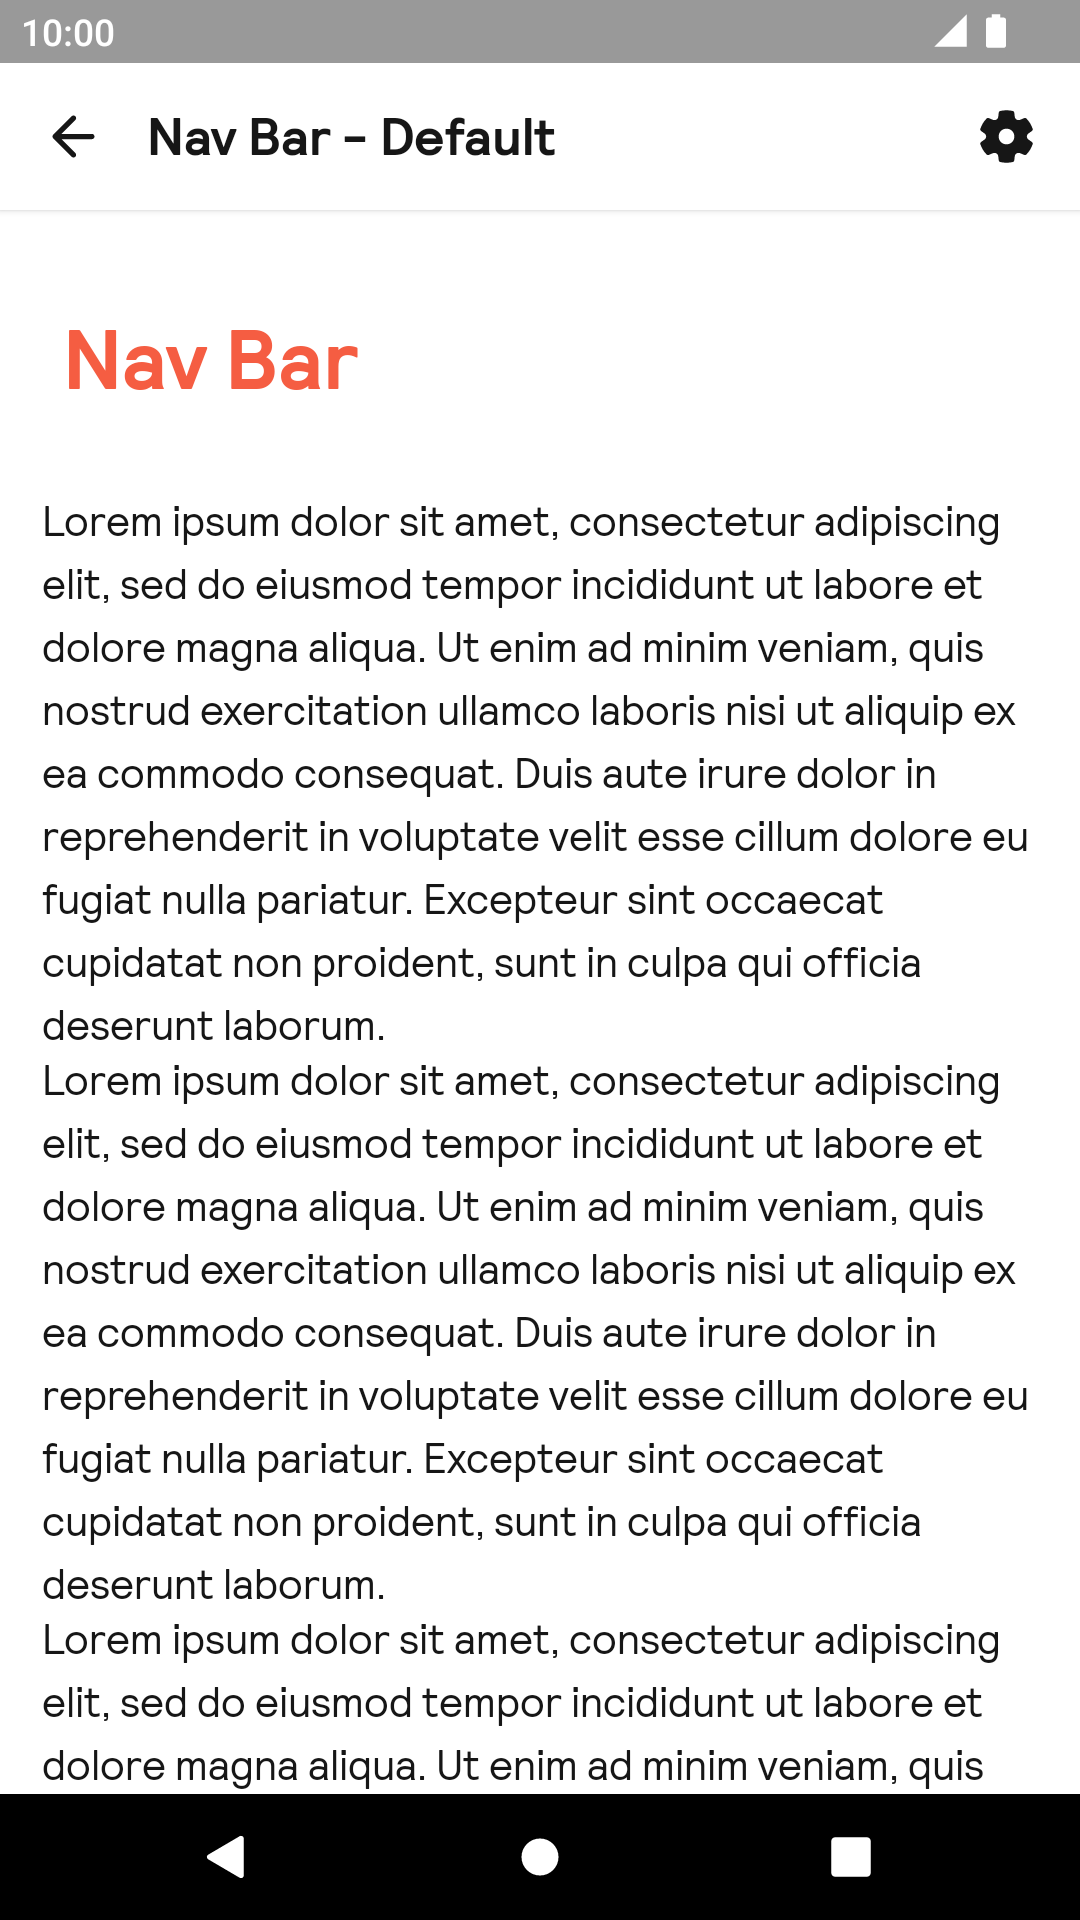 10:00
Nav Bar - Default
Nav Bar
Lorem ipsum dolor sit amet, consectetur adipiscing
elit, sed do eiusmod tempor incididunt ut labore et
dolore magna aliqua. Ut enim ad minim veniam, quis
nostrud exercitation ullamco laboris nisi ut aliquip ex
ea commodo consequat. Duis aute irure dolor in
reprehenderit in voluptate velit esse cillum dolore eu
fugiat nulla pariatur. Excepteur sint occaecat
cupidatat non proident, sunt in culpa qui officia
deserunt laborum.
Lorem ipsum dolor sit amet, consectetur adipiscing
elit, sed do eiusmod tempor incididunt ut labore et
dolore magna aliqua. Ut enim ad minim veniam, quis
nostrud exercitation ullamco laboris nisi ut aliquip ex
ea commodo consequat. Duis aute irure dolor in
reprehenderit in voluptate velit esse cillum dolore eu
fugiat nulla pariatur. Excepteur sint occaecat
cupidatat non proident, sunt in culpa qui officia
deserunt laborum.
Lorem ipsum dolor sit amet, consectetur adipiscing
elit, sed do eiusmod tempor incididunt ut labore et
dolore magna aliqua. Ut enim ad minim veniam, quis